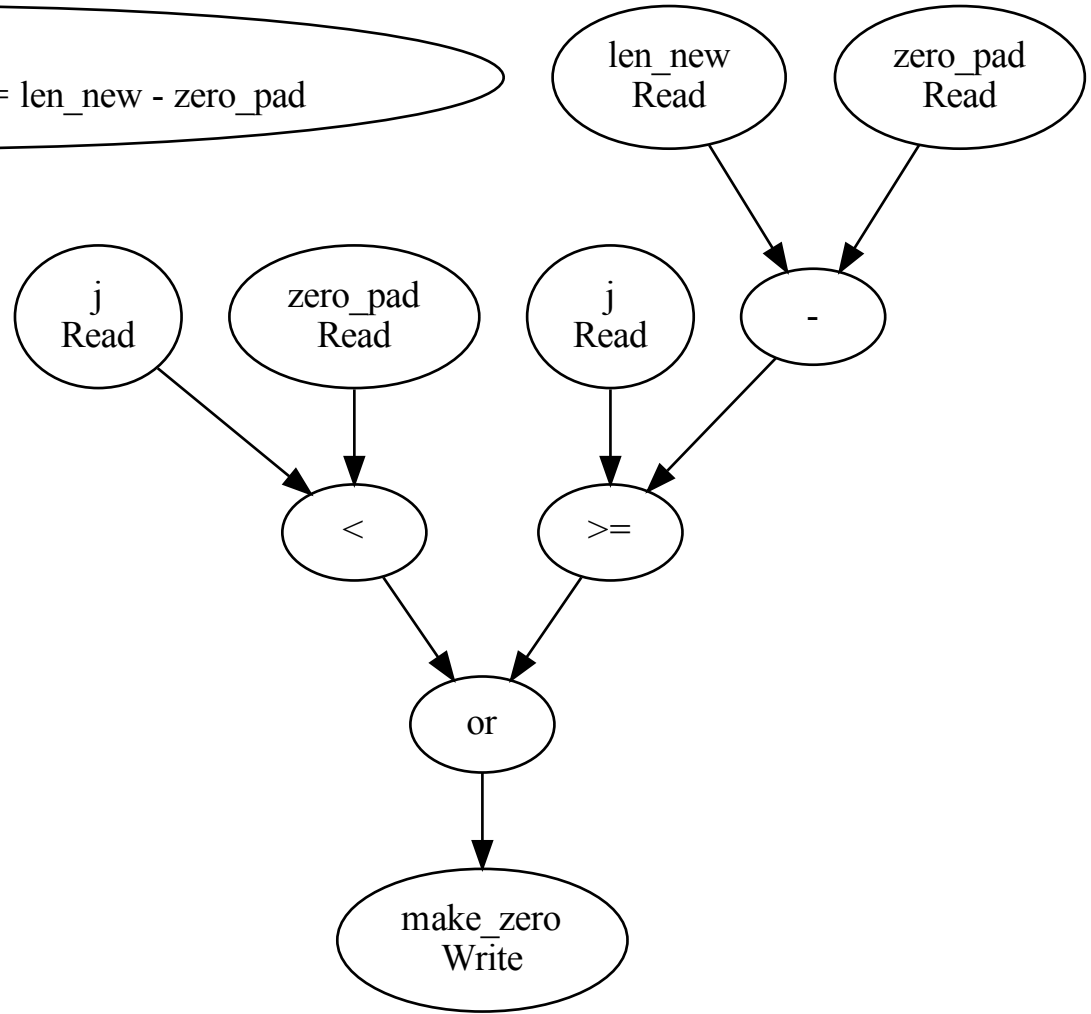 = len_new - zero_pad
len_new
Read
zero_pad
Read
j
Read
zero_pad
Read
j
Read
-
<
>=
or
make_zero
Write